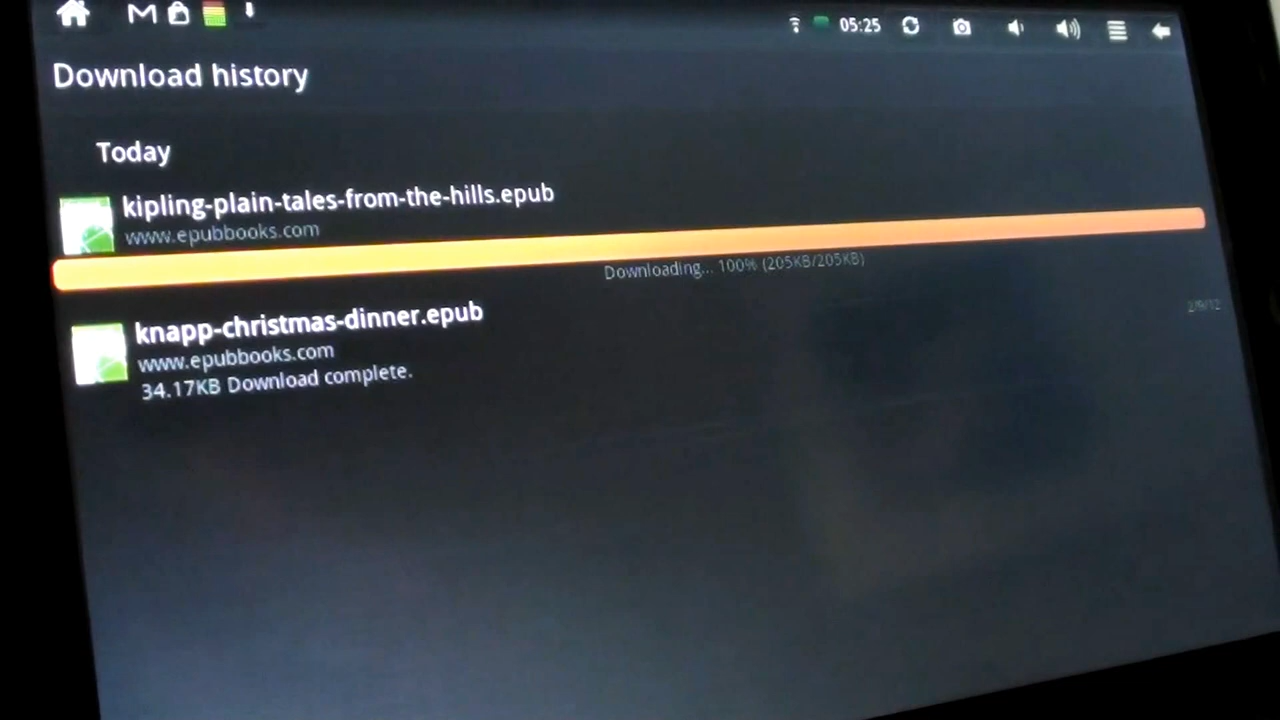 05:25
Download history
Today
kipling-plain-tales-from-the-hills.epub
www.epubbooks.com
Downloading... 100% (205KB/205KB)
knapp-christmas-dinner.epub
www.epubbooks.com
34.17KB Download complete.